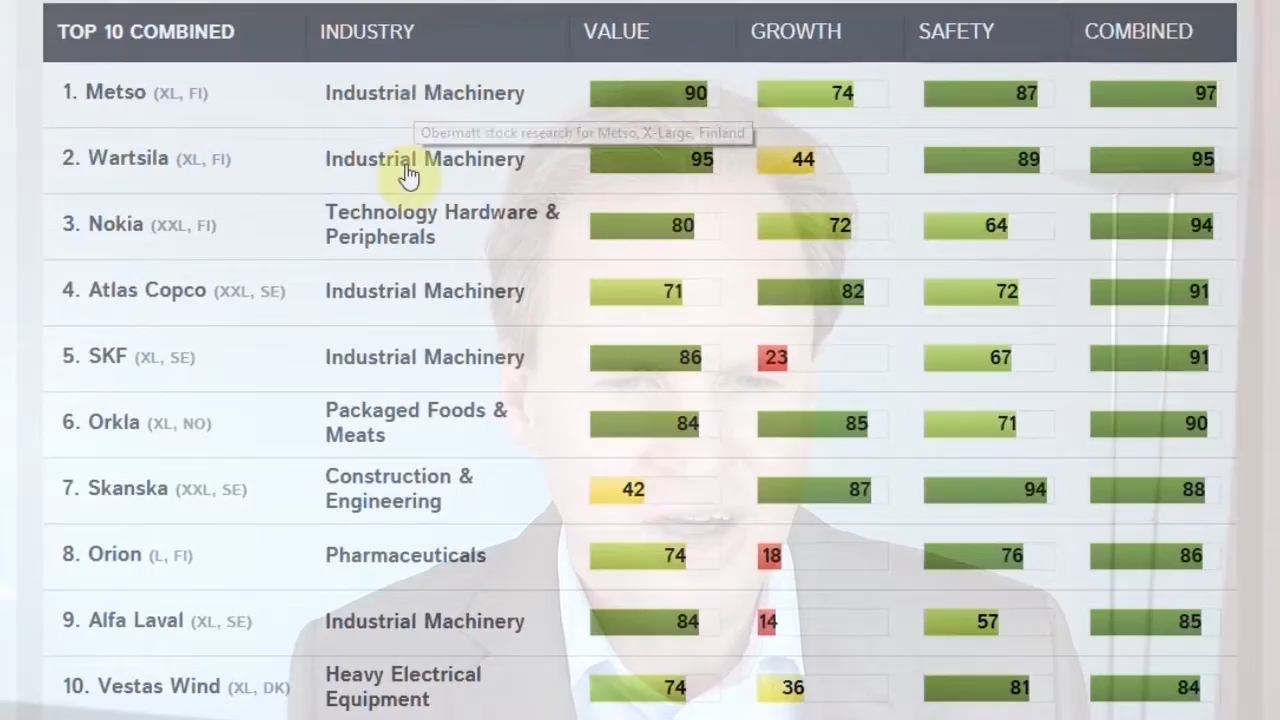 TOP 10 COMBINED INDUSTRY VALUE GROWTH SAFETY COMBINED
1. Metso (XL, FI) Industrial Machinery 90 74 87 97
Obermatt stock research for Metso, X-Large, Finland
2. Wartsila (XL, FI) Industrial Machinery 95 44 89 95
3. Nokia (XXL, FI) Technology Hardware & 80 72 64 94
Peripherals
4. Atlas Copco (XXL, SE) Industrial Machinery 71 82 72 91
5. SKF (XL, SE) Industrial Machinery 86 23 67 91
6. Orkla (XL, NO) Packaged Foods & 84 85 71 90
Meats
7. Skanska (XXL, SE) Construction & 42 87 94 88
Engineering
8. Orion (L, FI) Pharmaceuticals 74 18 76 86
9. Alfa Laval (XL, SE) Industrial Machinery 84 14 57 85
10. Vestas Wind (XL, DK) Heavy Electrical 74 36 81 84
Equipment